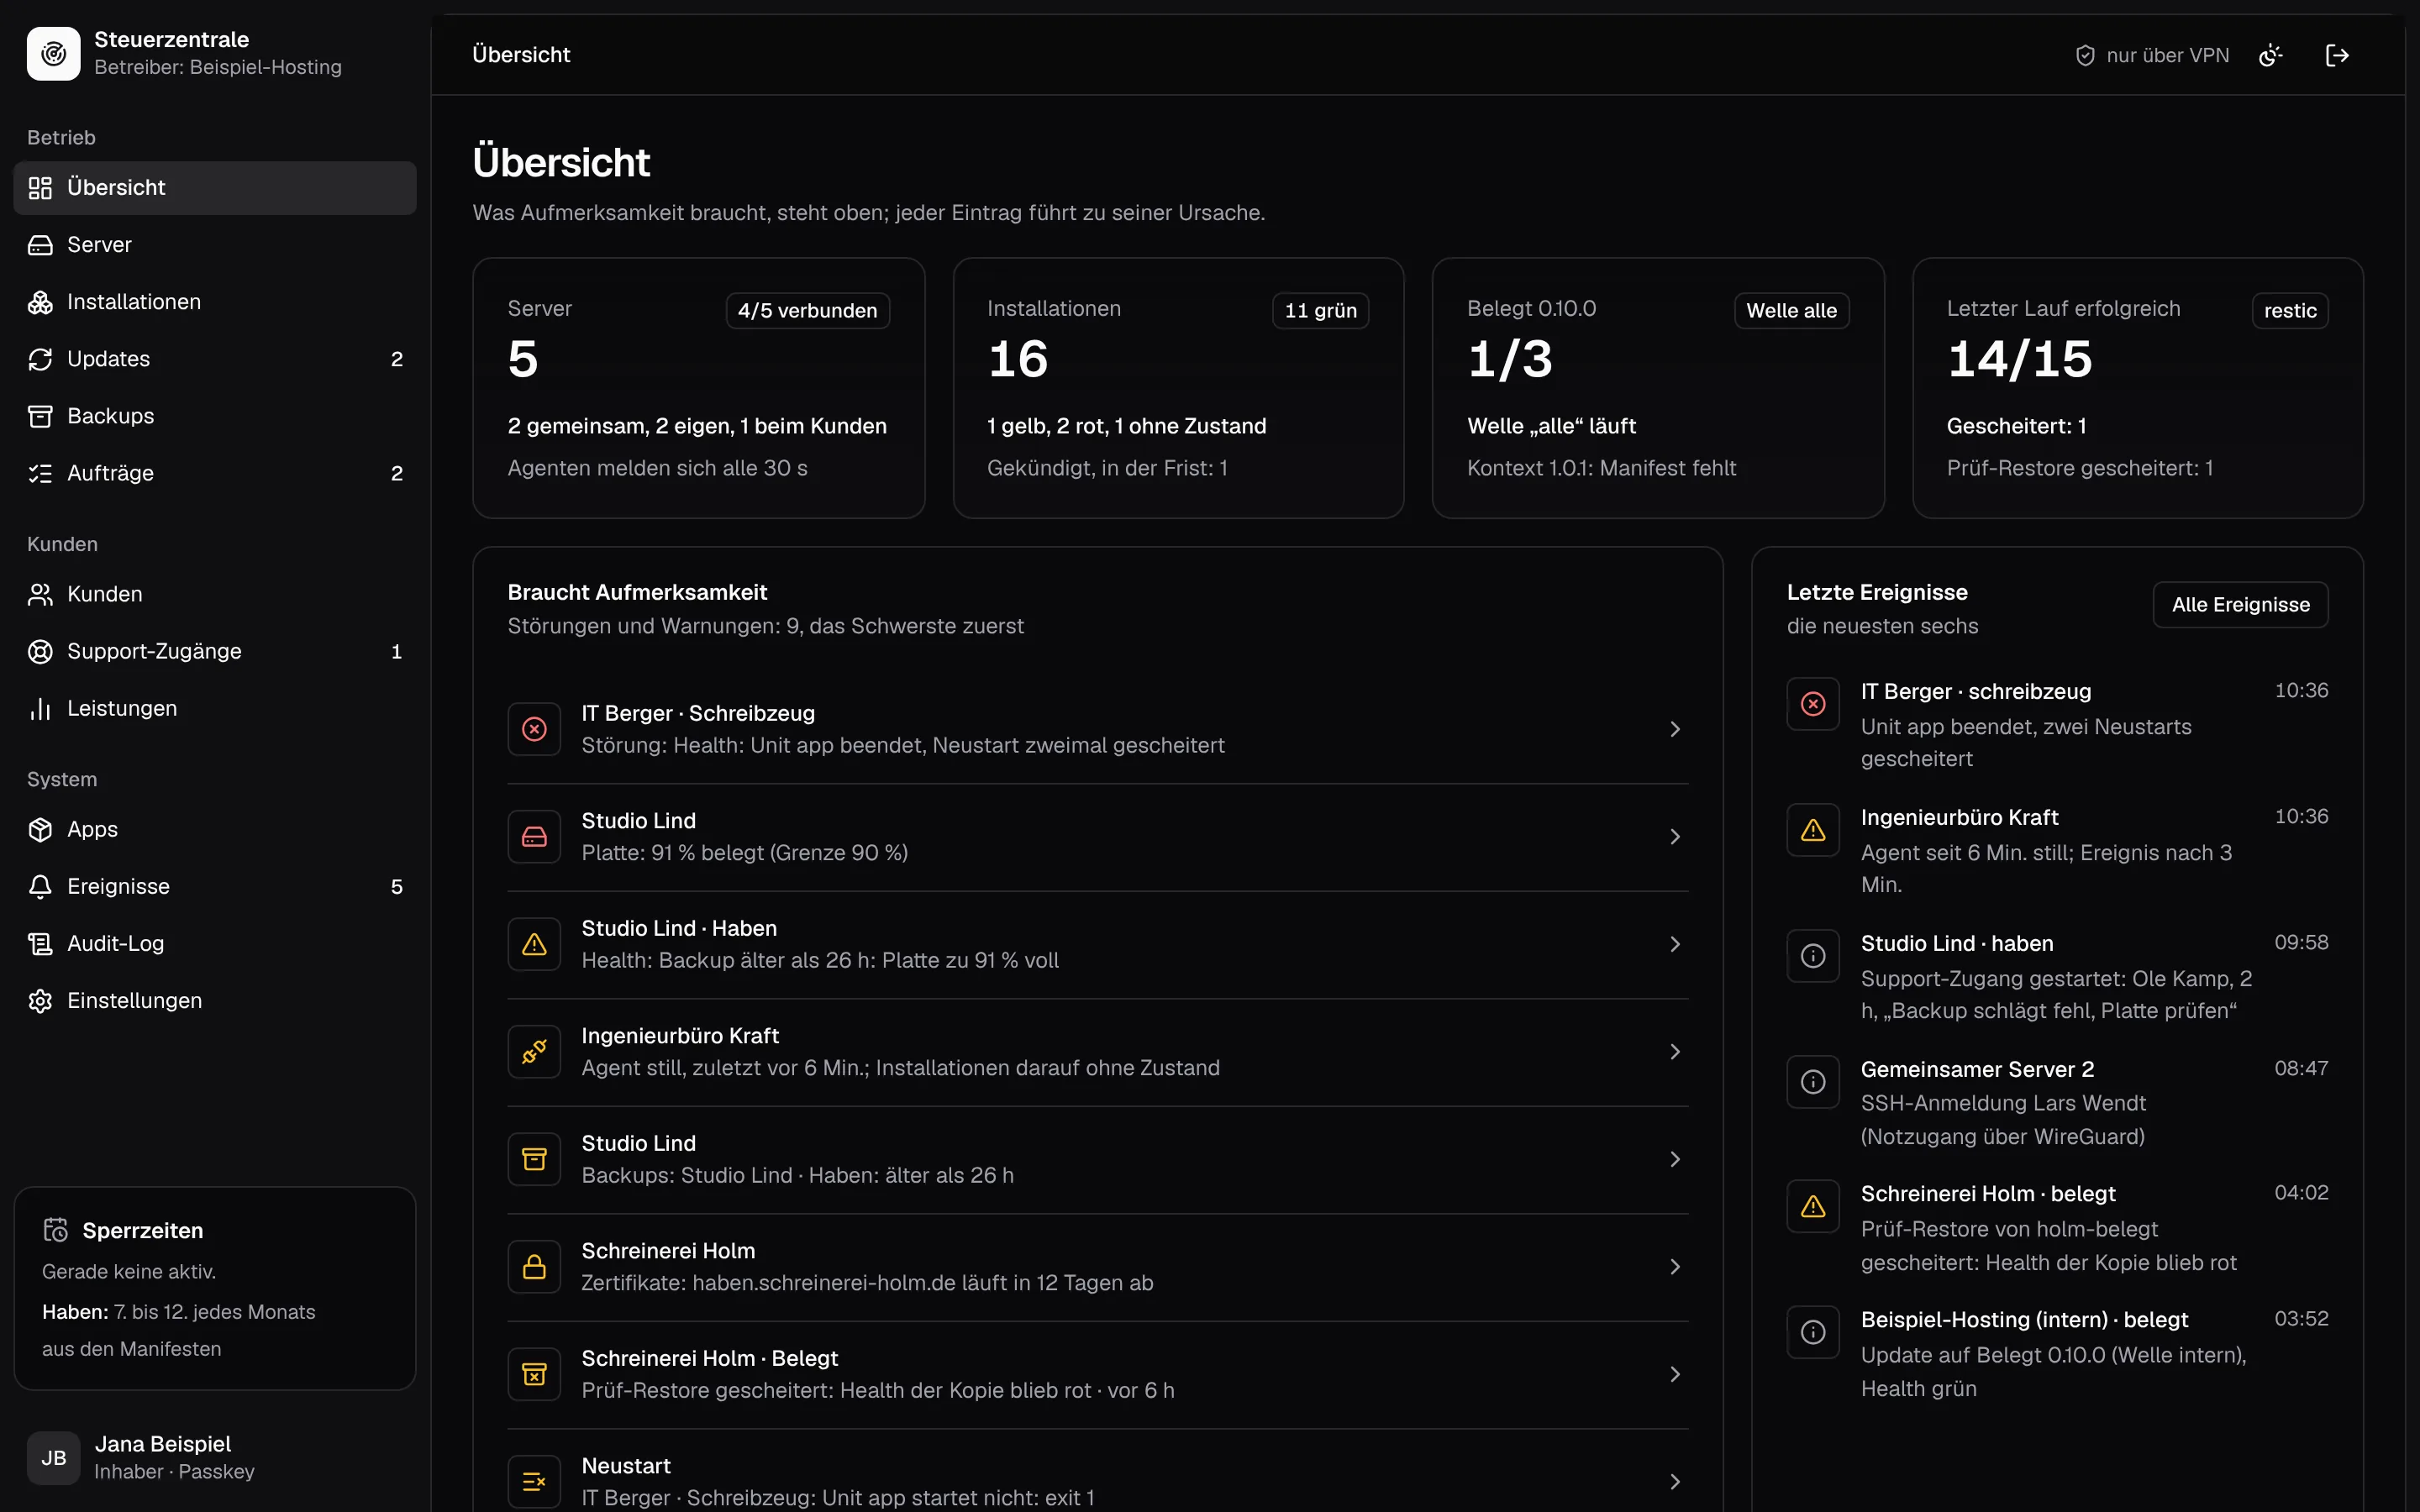 Steuerzentrale
Betreiber: Beispiel-Hosting
Betrieb
Übersicht
Server
Installationen
Updates 2
Backups
Aufträge 2
Kunden
Kunden
Support-Zugänge 1
Leistungen
System
Apps
Ereignisse 5
Audit-Log
Einstellungen
Sperrzeiten
Gerade keine aktiv.
Haben: 7. bis 12. jedes Monats
aus den Manifesten
JB
Jana Beispiel
Inhaber · Passkey
Übersicht
nur über VPN
Übersicht
Was Aufmerksamkeit braucht, steht oben; jeder Eintrag führt zu seiner Ursache.
Server
4/5 verbunden
5
2 gemeinsam, 2 eigen, 1 beim Kunden
Agenten melden sich alle 30 s
Installationen
11 grün
16
1 gelb, 2 rot, 1 ohne Zustand
Gekündigt, in der Frist: 1
Belegt 0.10.0
Welle alle
1/3
Welle „alle“ läuft
Kontext 1.0.1: Manifest fehlt
Letzter Lauf erfolgreich
restic
14/15
Gescheitert: 1
Prüf-Restore gescheitert: 1
Braucht Aufmerksamkeit
Störungen und Warnungen: 9, das Schwerste zuerst
IT Berger · Schreibzeug
Störung: Health: Unit app beendet, Neustart zweimal gescheitert
Studio Lind
Platte: 91 % belegt (Grenze 90 %)
Studio Lind · Haben
Health: Backup älter als 26 h: Platte zu 91 % voll
Ingenieurbüro Kraft
Agent still, zuletzt vor 6 Min.; Installationen darauf ohne Zustand
Studio Lind
Backups: Studio Lind · Haben: älter als 26 h
Schreinerei Holm
Zertifikate: haben.schreinerei-holm.de läuft in 12 Tagen ab
Schreinerei Holm · Belegt
Prüf-Restore gescheitert: Health der Kopie blieb rot · vor 6 h
Neustart
IT Berger · Schreibzeug: Unit app startet nicht: exit 1
Letzte Ereignisse
die neuesten sechs
Alle Ereignisse
IT Berger · schreibzeug 10:36
Unit app beendet, zwei Neustarts
gescheitert
Ingenieurbüro Kraft 10:36
Agent seit 6 Min. still; Ereignis nach 3
Min.
Studio Lind · haben 09:58
Support-Zugang gestartet: Ole Kamp, 2
h, „Backup schlägt fehl, Platte prüfen“
Gemeinsamer Server 2 08:47
SSH-Anmeldung Lars Wendt
(Notzugang über WireGuard)
Schreinerei Holm · belegt 04:02
Prüf-Restore von holm-belegt
gescheitert: Health der Kopie blieb rot
Beispiel-Hosting (intern) · belegt 03:52
Update auf Belegt 0.10.0 (Welle intern),
Health grün